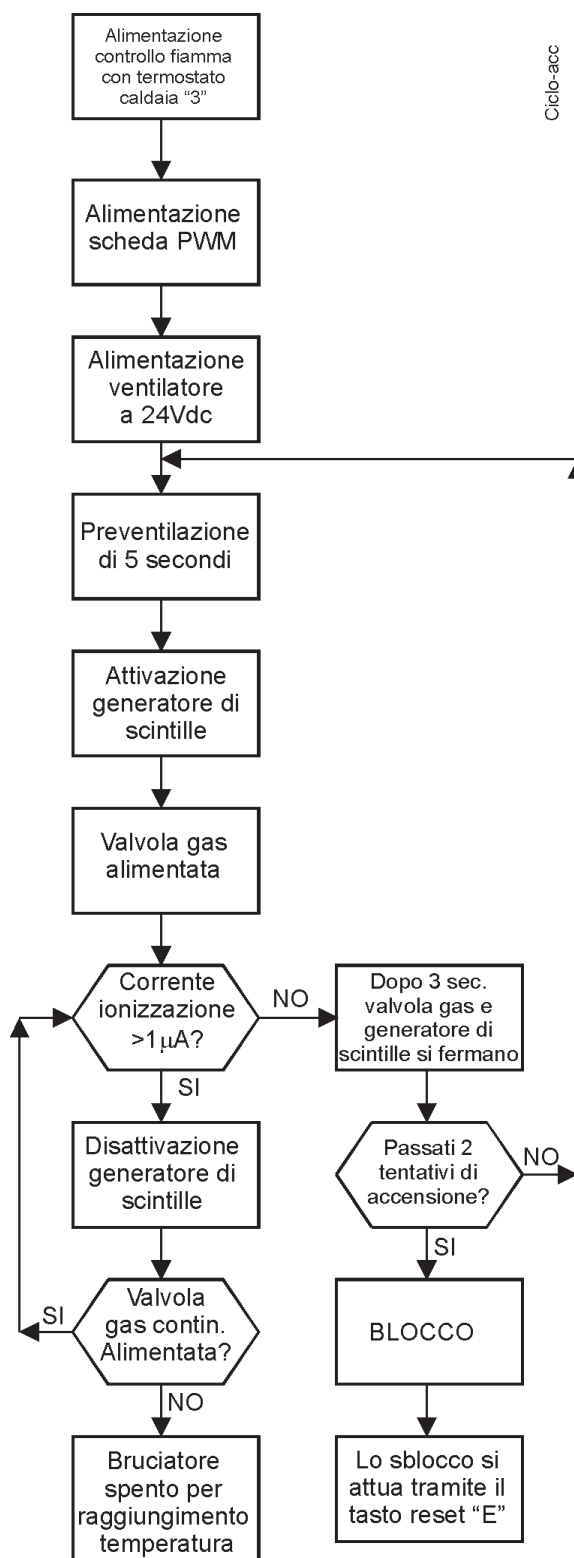 Alimentazione
controllo fiamma
con termostato
caldaia “3”
Ciclo-acc
Alimentazione
scheda PWM
Alimentazione
ventilatore
a 24Vdc
Preventilazione
di 5 secondi
Attivazione
generatore di
scintille
Valvola gas
alimentata
Corrente
ionizzazione
>1µA?
NO
Dopo 3 sec.
valvola gas e
generatore di
scintille si fermano
SI
Disattivazione
generatore di
scintille
Passati 2
tentativi di
accensione?
NO
SI
SI
Valvola
gas contin.
Alimentata?
BLOCCO
NO
Bruciatore
spento per
raggiungimento
temperatura
Lo sblocco si
attua tramite il
tasto reset “E”